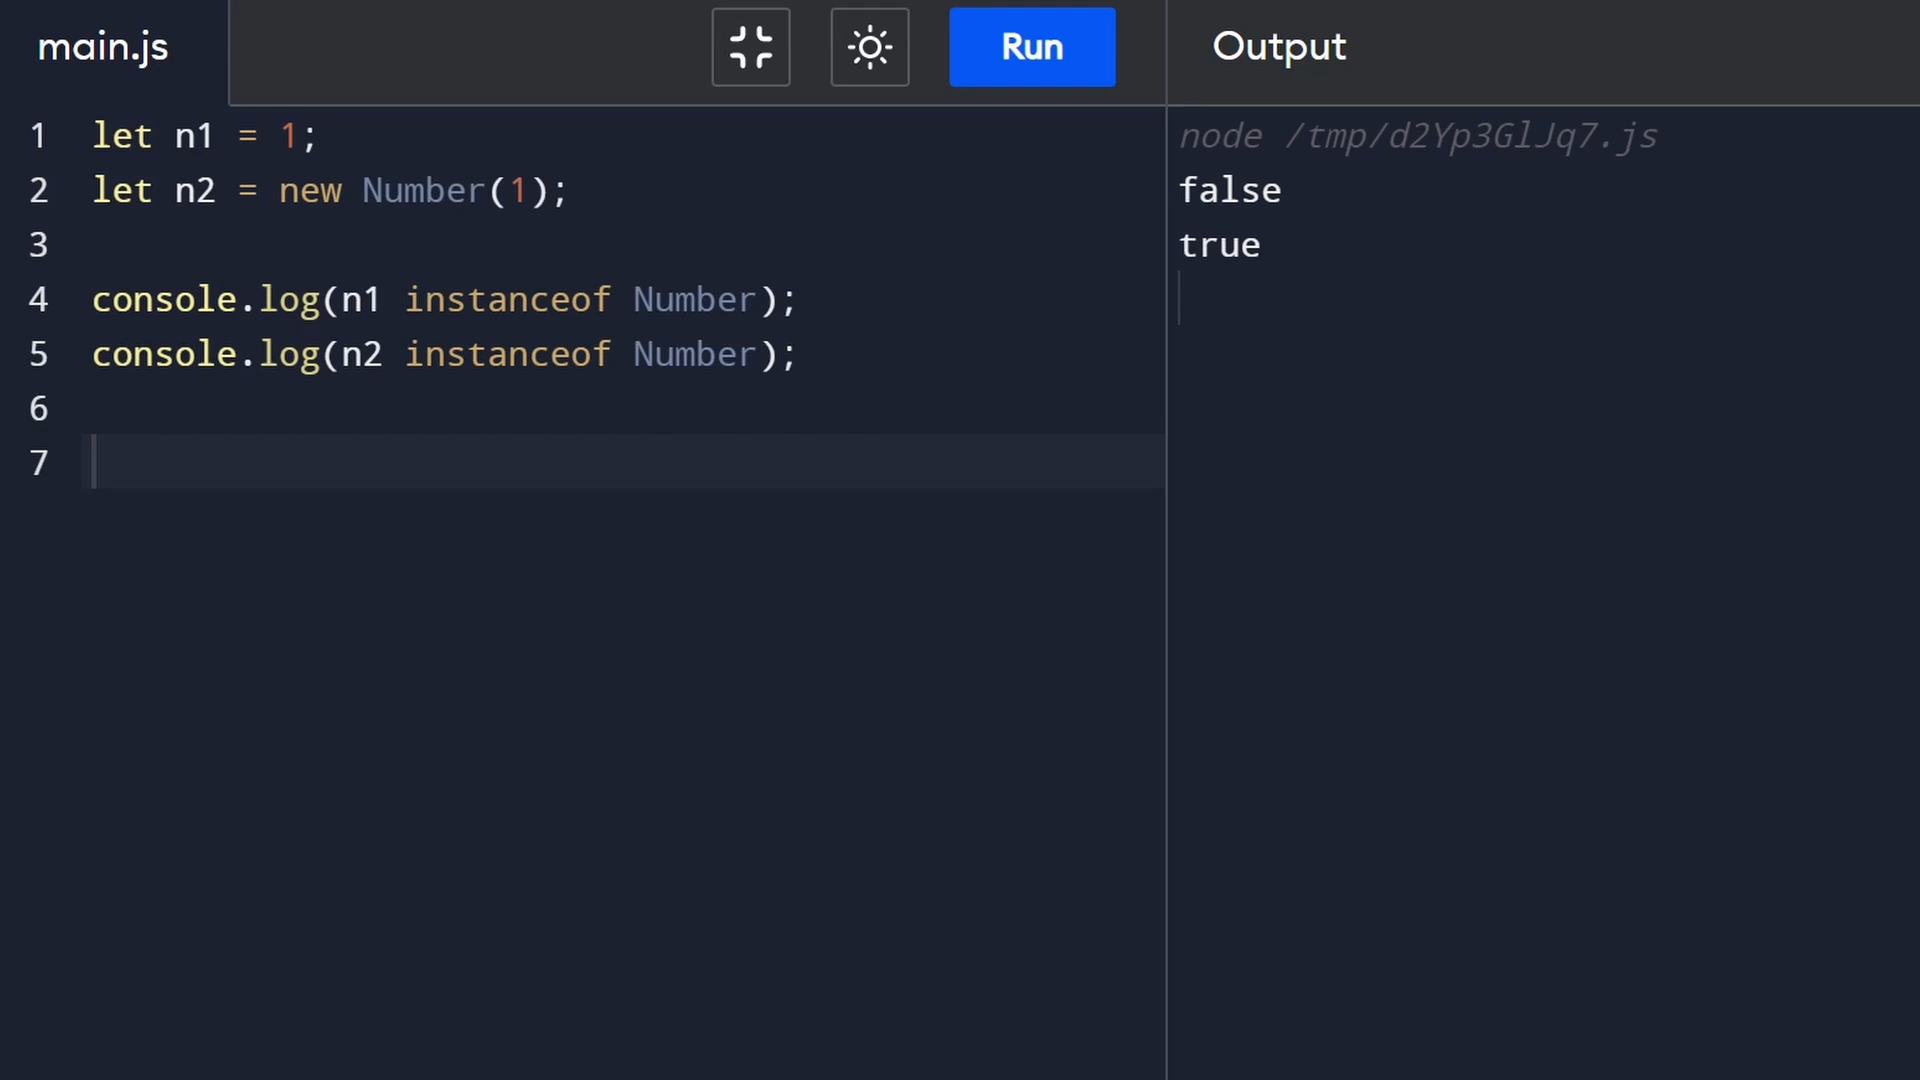 main.js
Run
Output
1 let n1 = 1;
2 let n2 = new Number(1);
3
4 console.log(n1 instanceof Number);
5 console.log(n2 instanceof Number);
6
7
node /tmp/d2Yp3GlJq7.js
false
true